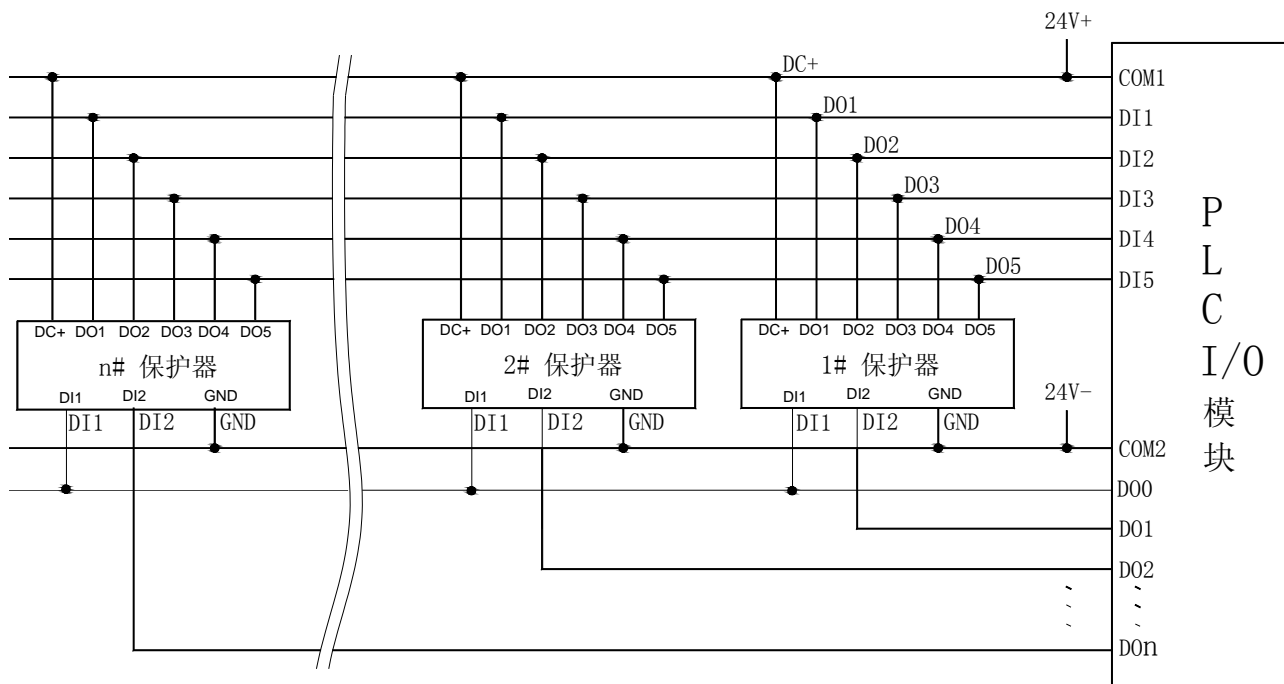 24V+
DC+
COM1
DO1
DI1
DO2
DI2
DO3
DI3
DO4
DI4
DO5
DI5
DC+ DO1 DO2 DO3 DO4 DO5
n# 保护器
DI1 DI2 GND
DI1 DI2 GND
DC+ DO1 DO2 DO3 DO4 DO5
2# 保护器
DI1 DI2 GND
DI1 DI2 GND
DC+ DO1 DO2 DO3 DO4 DO5
1# 保护器
DI1 DI2 GND
DI1 DI2 GND
24V-
COM2
DO0
DO1
DO2
DOn
P
L
C
I/O
模
块